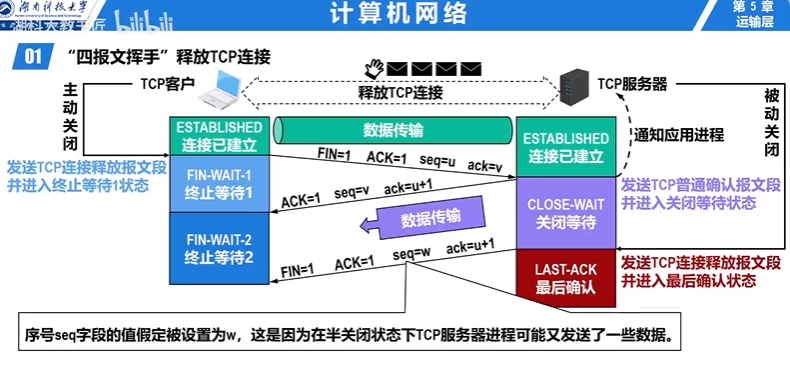 湖南科技大学
Hunan University of Science and Technology
湖科大教书匠 bilibili
计算机网络
第 5 章
运输层
01 “四报文挥手”释放TCP连接
主动关闭
TCP客户
释放TCP连接
TCP服务器
被动关闭
ESTABLISHED
连接已建立
数据传输
ESTABLISHED
连接已建立
通知应用进程
FIN=1 ACK=1 seq=u ack=v
发送TCP连接释放报文段
并进入终止等待1状态
FIN-WAIT-1
终止等待1
ACK=1 seq=v ack=u+1
CLOSE-WAIT
关闭等待
发送TCP普通确认报文段
并进入关闭等待状态
数据传输
FIN-WAIT-2
终止等待2
FIN=1 ACK=1 seq=w ack=u+1
LAST-ACK
最后确认
发送TCP连接释放报文段
并进入最后确认状态
序号seq字段的值假定被设置为w，这是因为在半关闭状态下TCP服务器进程可能又发送了一些数据。